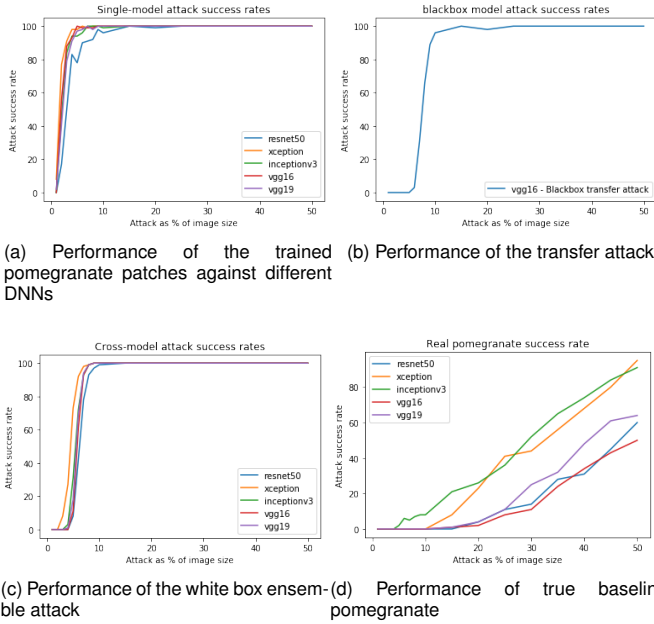 Single-model attack success rates
100
80
60
40
20
0
Attack success rate
resnet50
xception
inceptionv3
vgg16
vgg19
0 10 20 30 40 50
Attack as % of image size
(a) Performance of the trained
pomegranate patches against different
DNNs
blackbox model attack success rates
100
80
60
40
20
0
Attack success rate
vgg16 - Blackbox transfer attack
0 10 20 30 40 50
Attack as % of image size
(b) Performance of the transfer attack
Cross-model attack success rates
100
80
60
40
20
0
Attack success rate
resnet50
xception
inceptionv3
vgg16
vgg19
0 10 20 30 40 50
Attack as % of image size
(c) Performance of the white box ensem-
ble attack
Real pomegranate success rate
80
60
40
20
0
Attack success rate
resnet50
xception
inceptionv3
vgg16
vgg19
0 10 20 30 40 50
Attack as % of image size
(d) Performance of true baselin
pomegranate